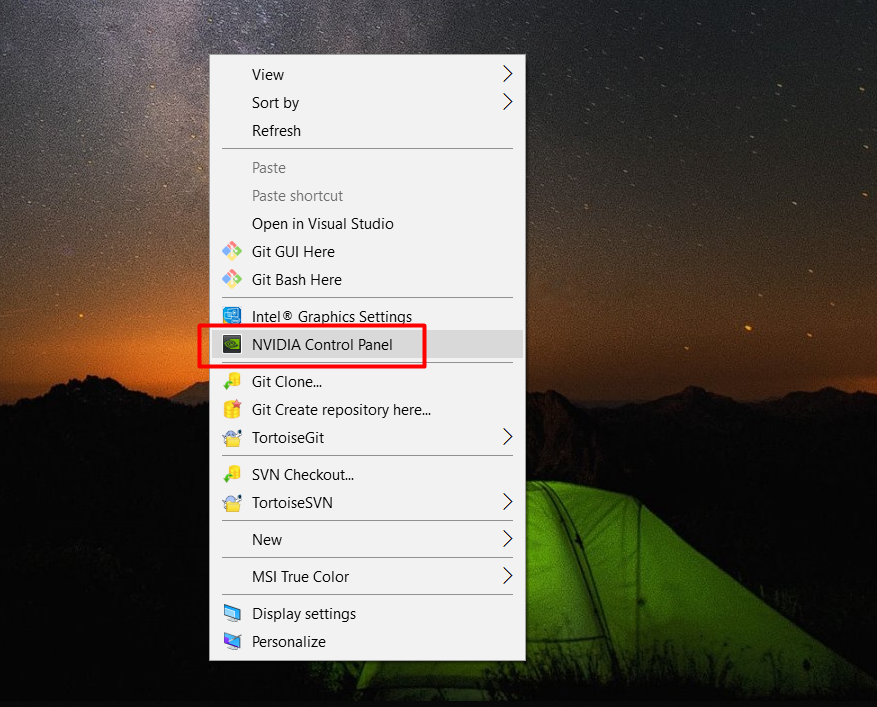 View
Sort by
Refresh
Paste
Paste shortcut
Open in Visual Studio
Git GUI Here
Git Bash Here
Intel® Graphics Settings
NVIDIA Control Panel
Git Clone...
Git Create repository here...
TortoiseGit
SVN Checkout...
TortoiseSVN
New
MSI True Color
Display settings
Personalize